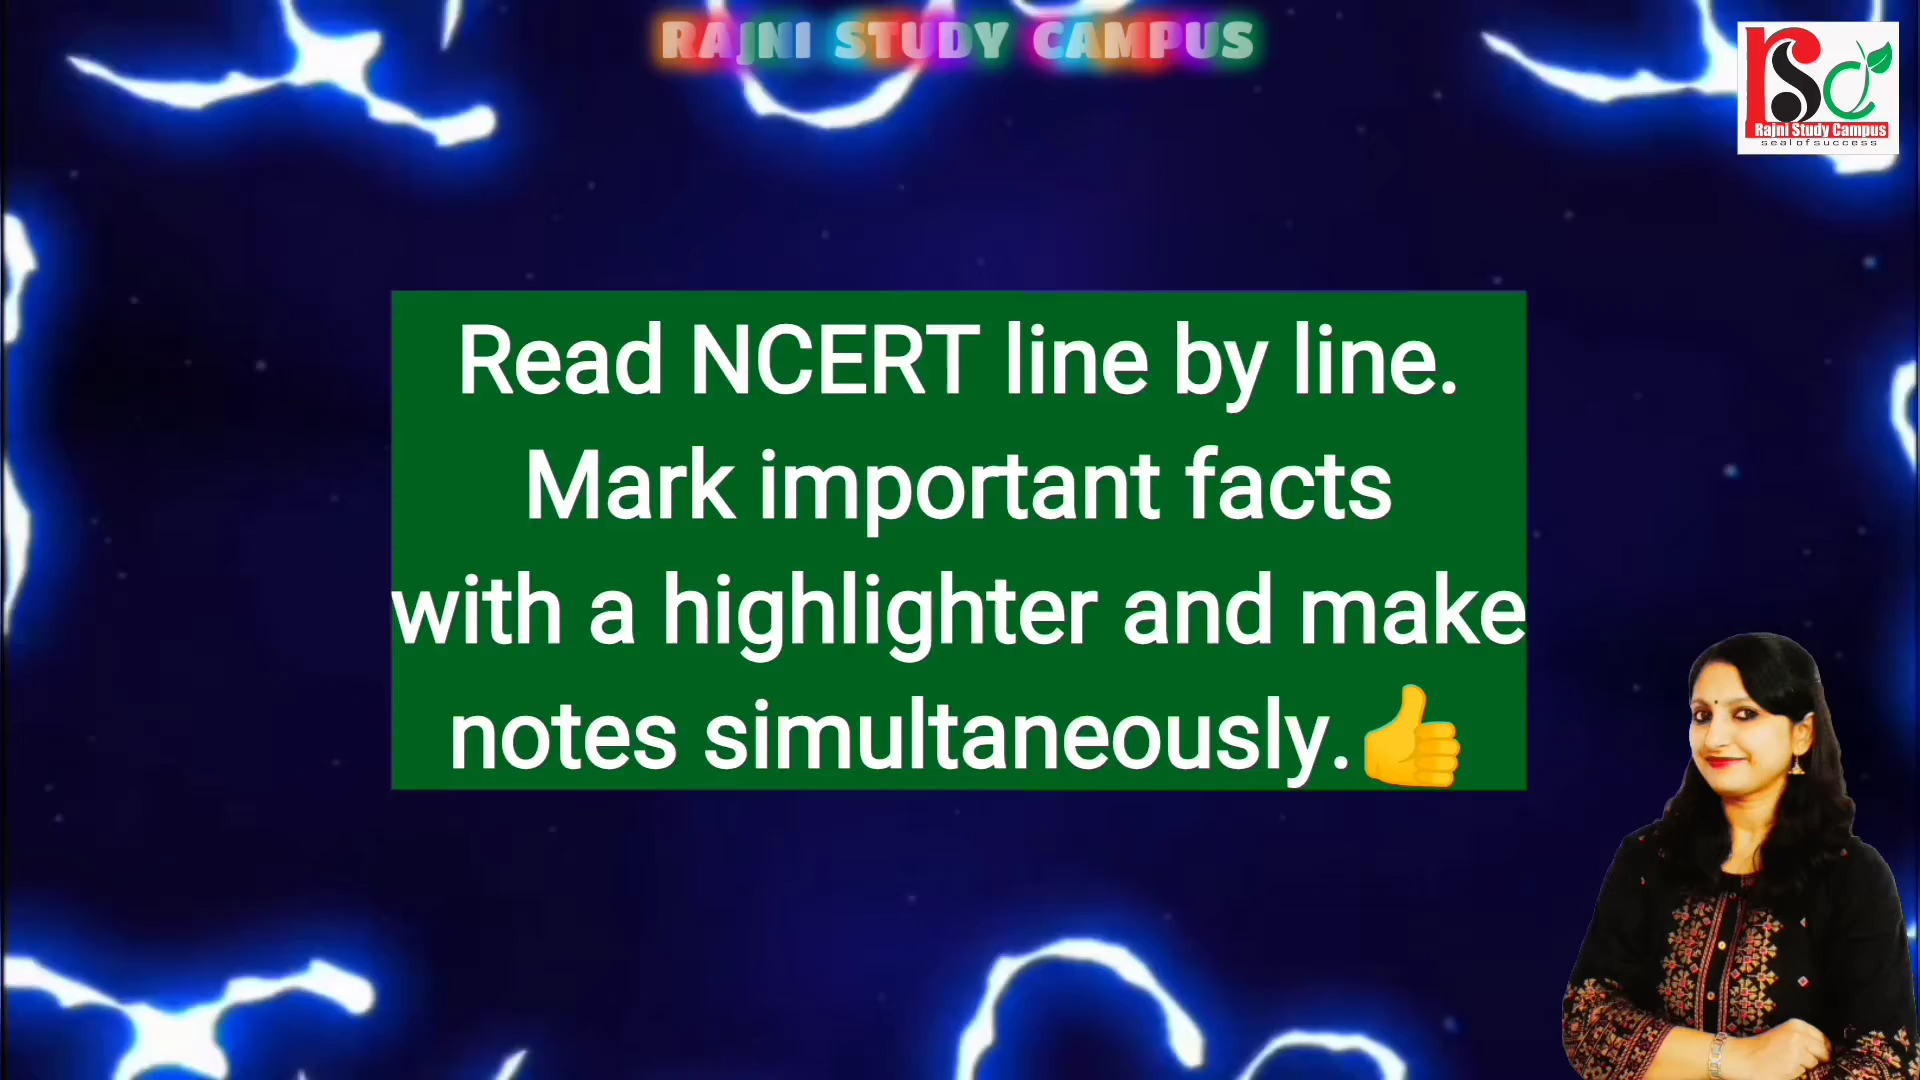 RAJNI STUDY CAMPUS
rsc
Rajni Study Campus
seal of success
Read NCERT line by line.
Mark important facts
with a highlighter and make
notes simultaneously.👍